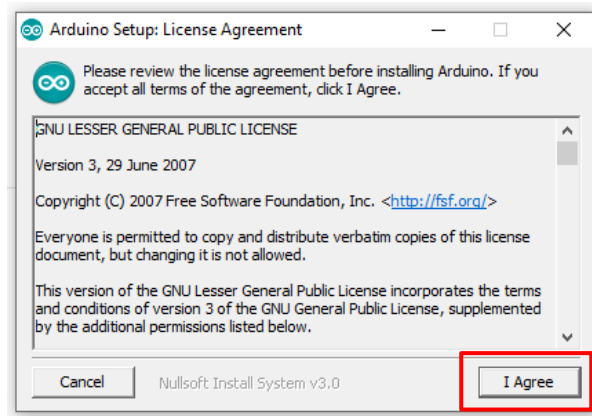 Arduino Setup: License Agreement
Please review the license agreement before installing Arduino. If you
accept all terms of the agreement, click I Agree.
GNU LESSER GENERAL PUBLIC LICENSE
Version 3, 29 June 2007
Copyright (C) 2007 Free Software Foundation, Inc. <http://fsf.org/>
Everyone is permitted to copy and distribute verbatim copies of this license
document, but changing it is not allowed.
This version of the GNU Lesser General Public License incorporates the terms
and conditions of version 3 of the GNU General Public License, supplemented
by the additional permissions listed below.
Cancel
Nullsoft Install System v3.0
I Agree